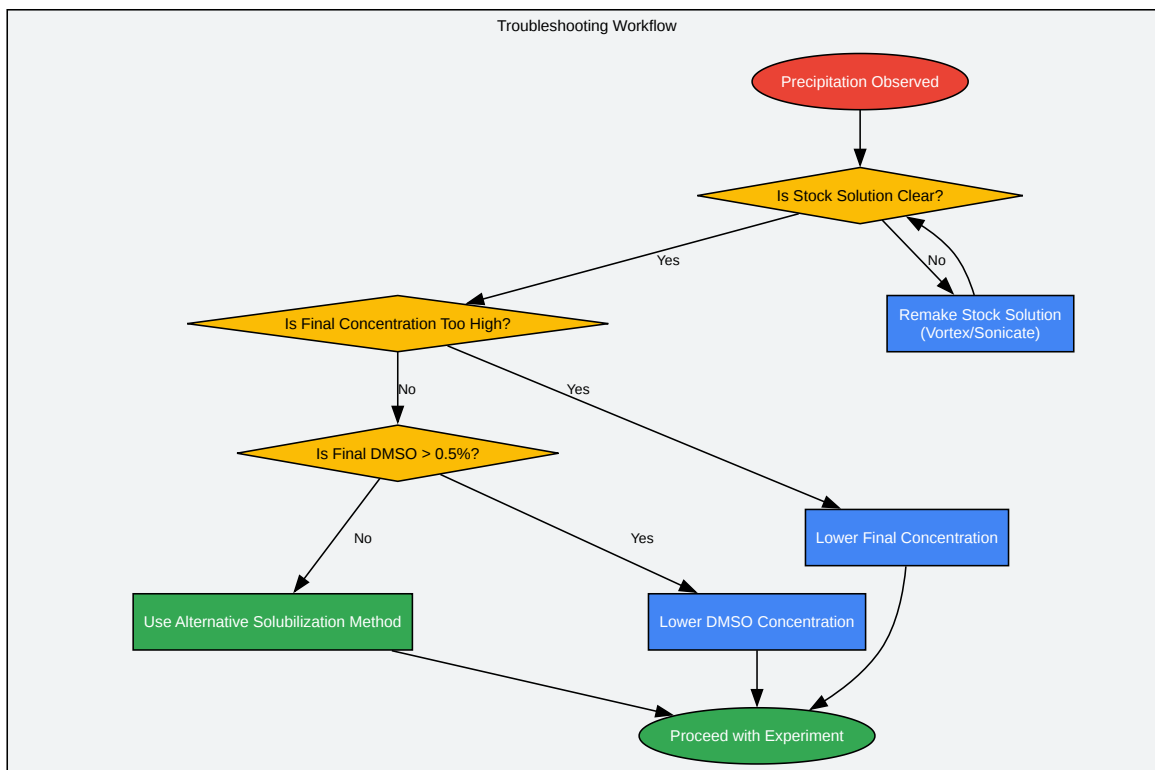 Troubleshooting Workflow
Precipitation Observed
Is Stock Solution Clear?
Yes
No
Is Final Concentration Too High?
Remake Stock Solution
(Vortex/Sonicate)
No
Yes
Is Final DMSO > 0.5%?
Lower Final Concentration
No
Yes
Use Alternative Solubilization Method
Lower DMSO Concentration
Proceed with Experiment